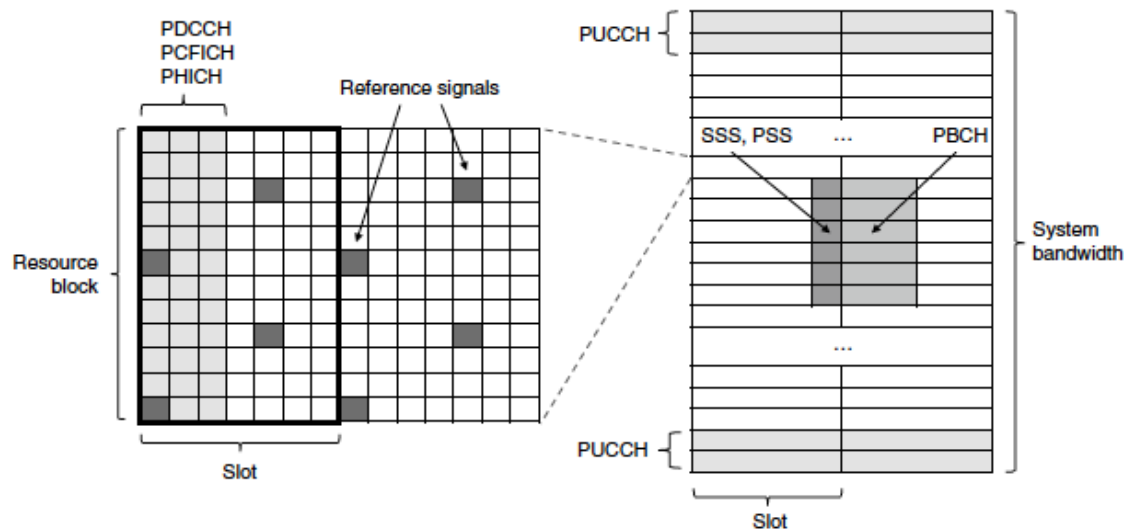 PDCCH
PCFICH
PHICH
Reference signals
Resource
block
Slot
PUCCH
SSS, PSS
...
PBCH
System
bandwidth
...
PUCCH
Slot